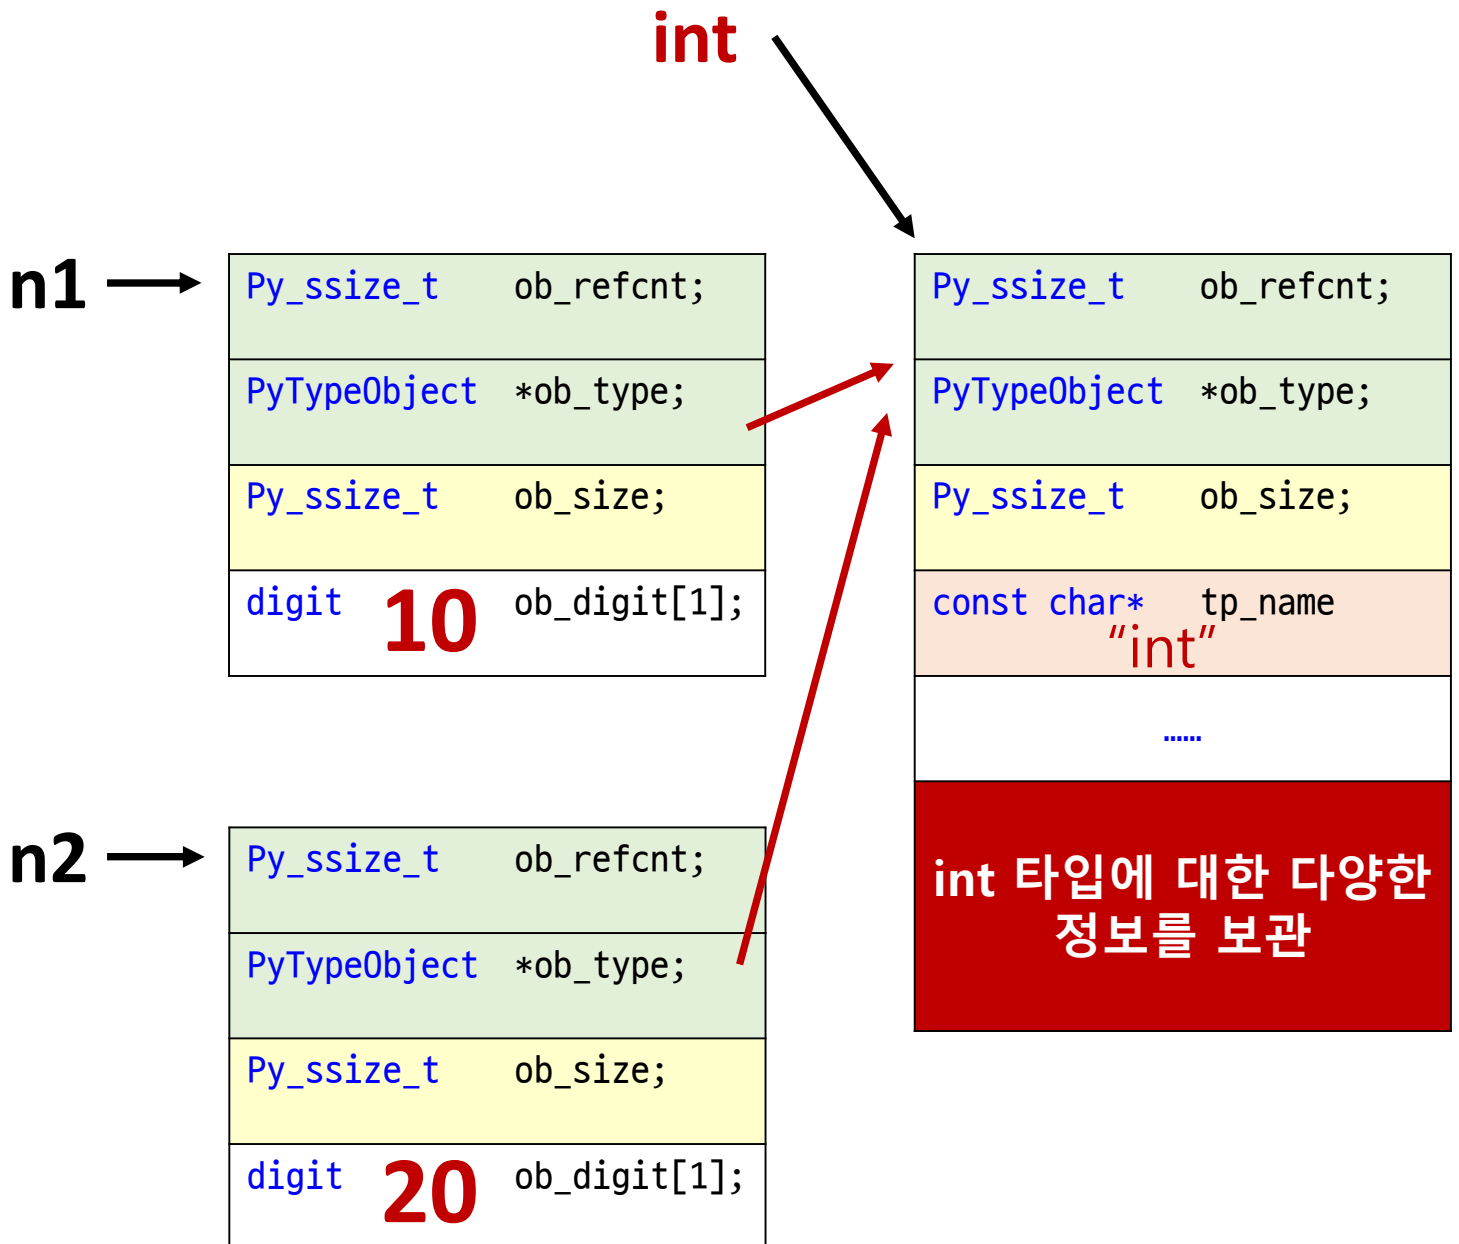 int
n1
Py_ssize_t ob_refcnt;
PyTypeObject *ob_type;
Py_ssize_t ob_size;
digit 10 ob_digit[1];
Py_ssize_t ob_refcnt;
PyTypeObject *ob_type;
Py_ssize_t ob_size;
const char* tp_name
“int”
……
int 타입에 대한 다양한
정보를 보관
n2
Py_ssize_t ob_refcnt;
PyTypeObject *ob_type;
Py_ssize_t ob_size;
digit 20 ob_digit[1];